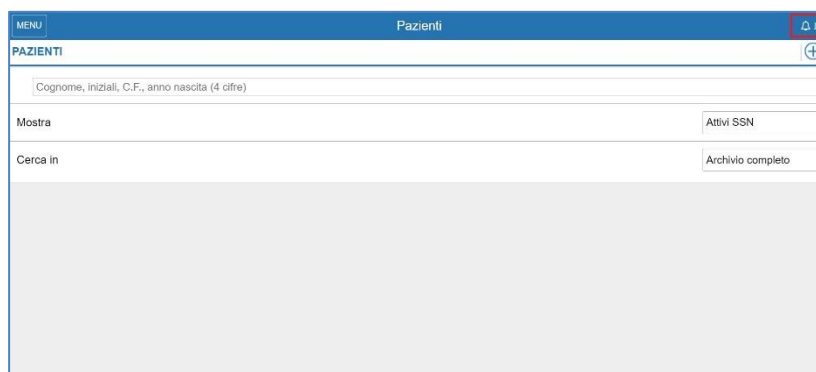 MENU
Pazienti
PAZIENTI
Cognome, iniziali, C.F., anno nascita (4 cifre)
Mostra
Attivi SSN
Cerca in
Archivio completo